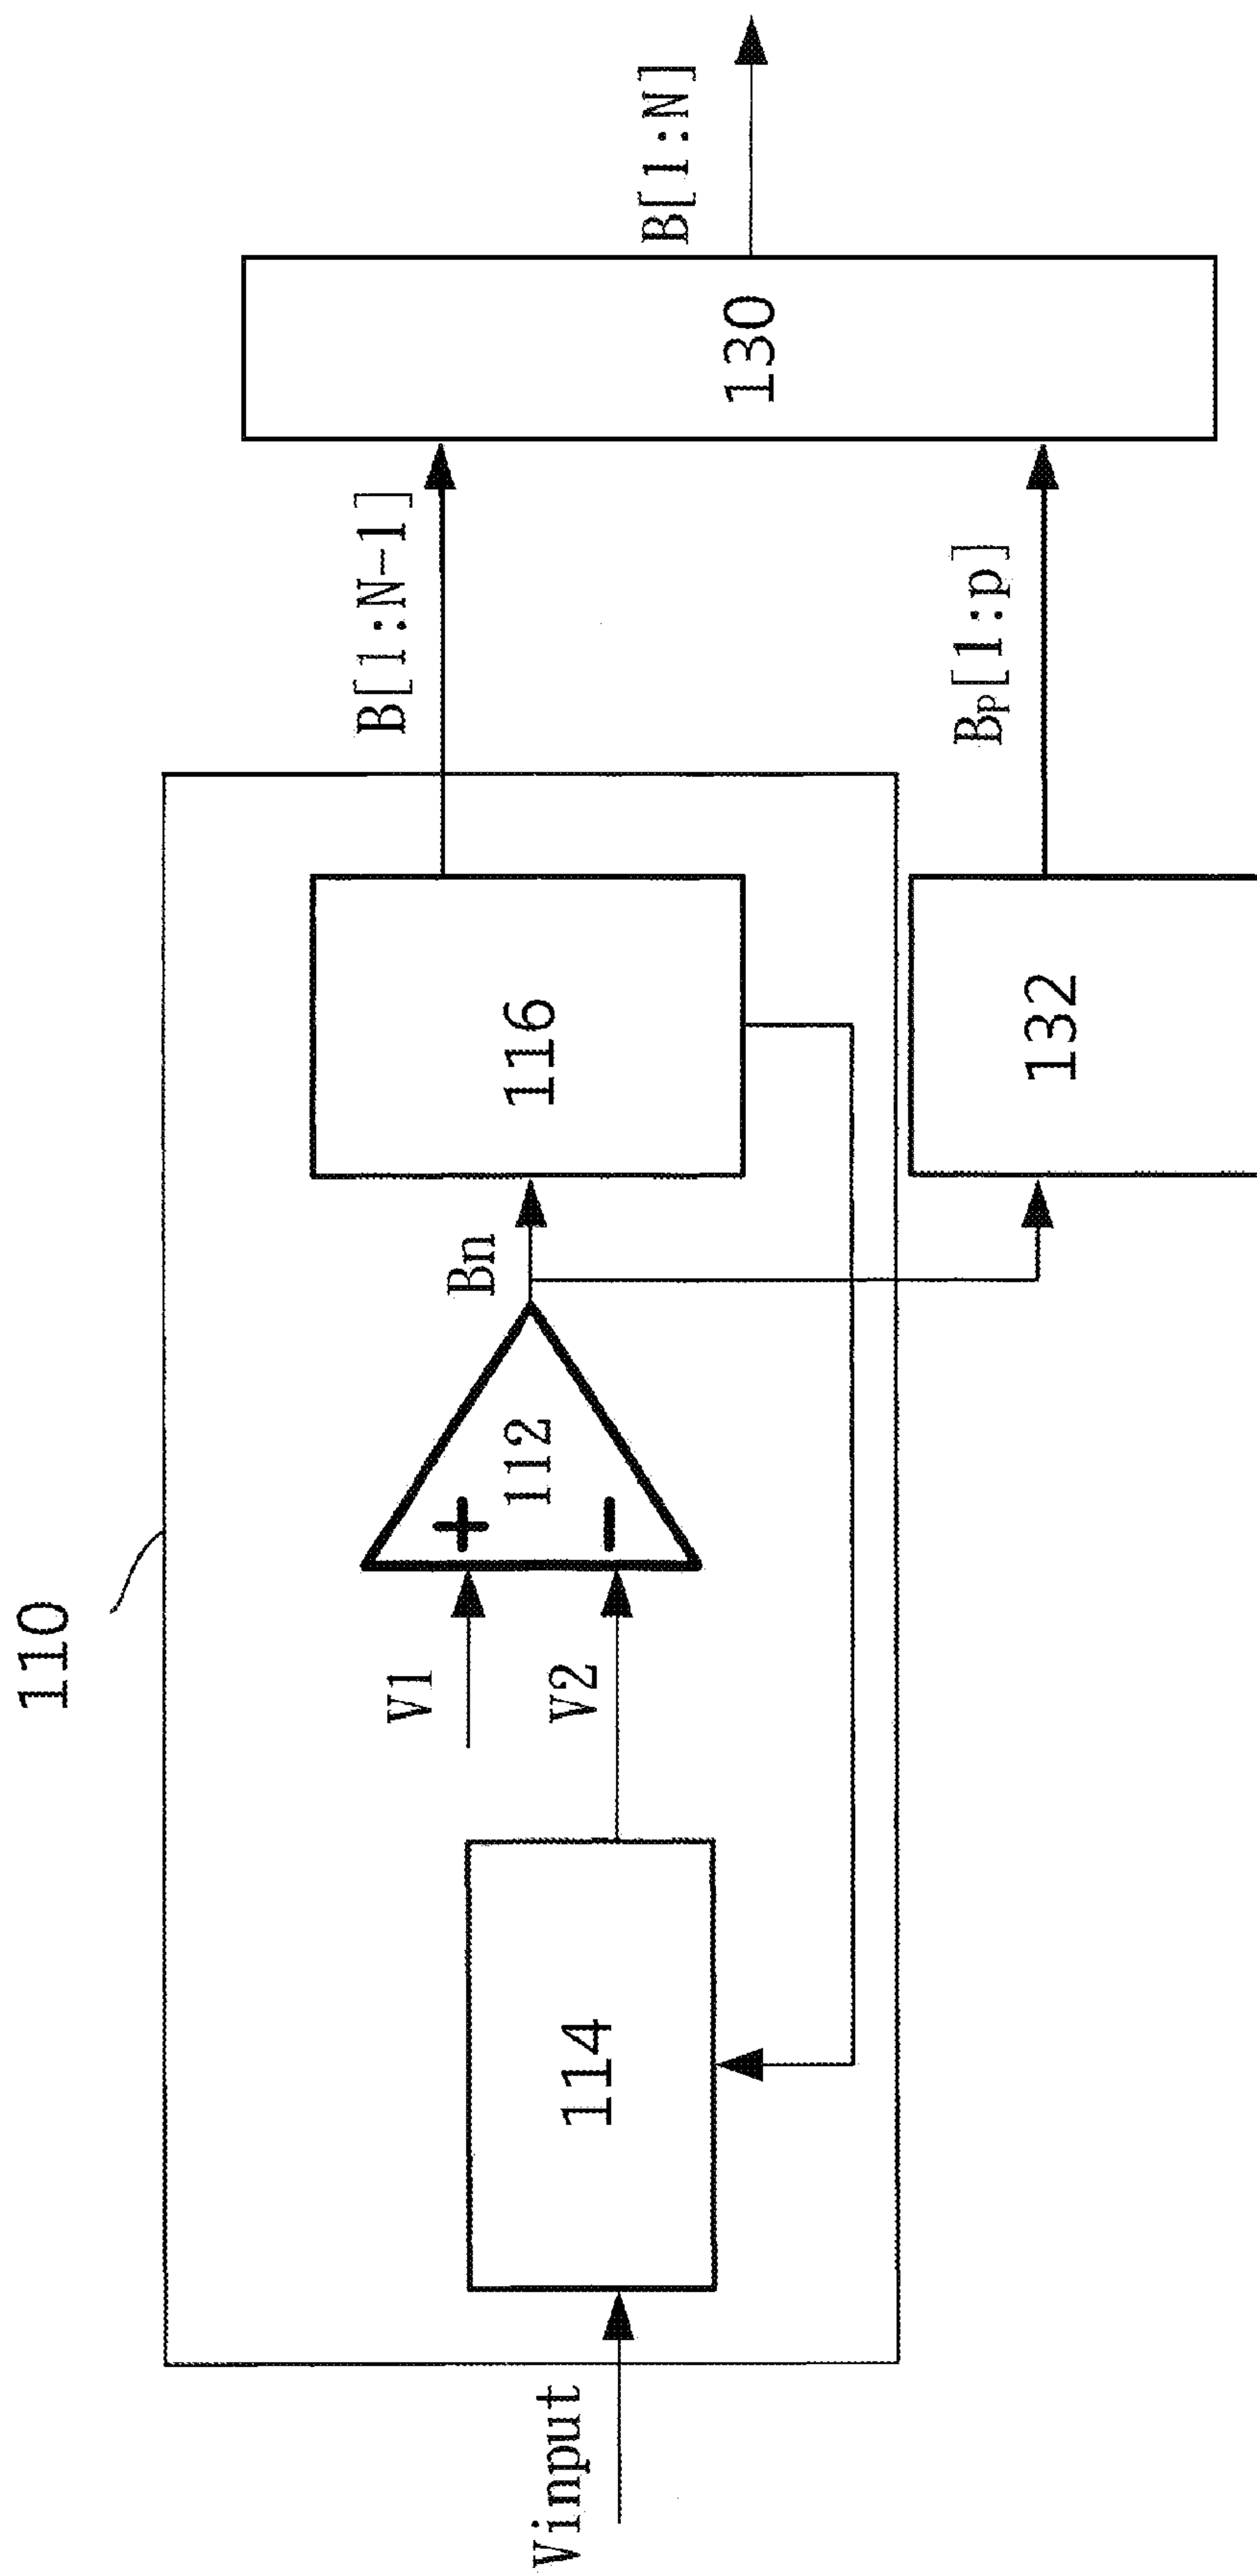 110
Vinput
114
V1
V2
+
−
112
Bn
116
132
B[1:N-1]
Bp[1:p]
130
B[1:N]